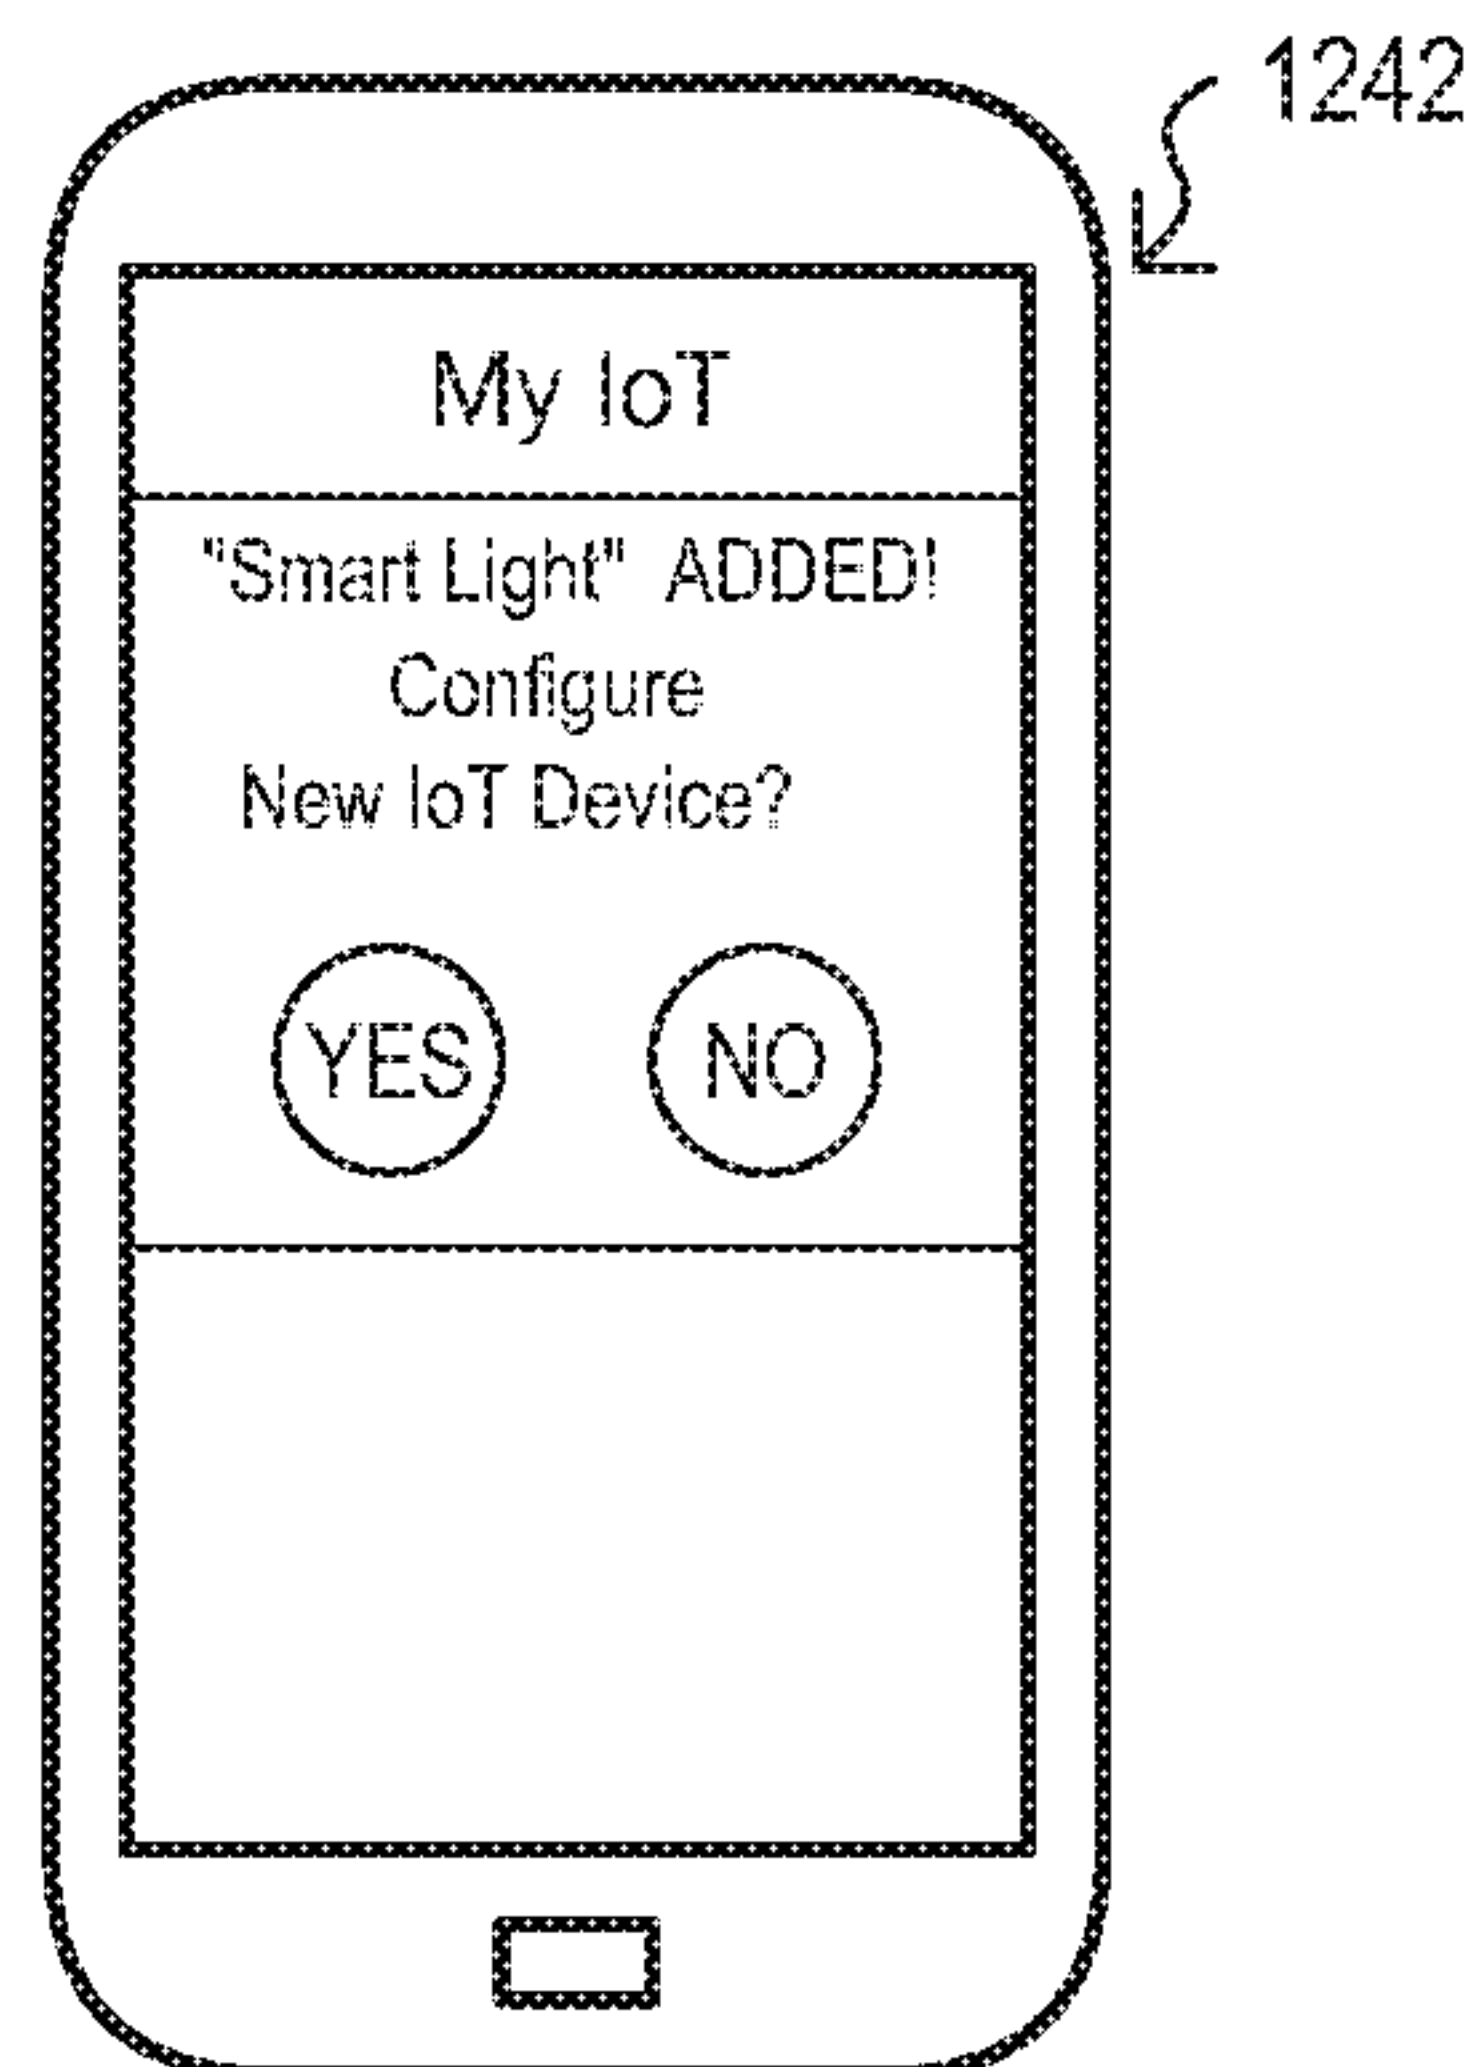 1242
My IoT
"Smart Light" ADDED!
Configure
New IoT Device?
YES NO